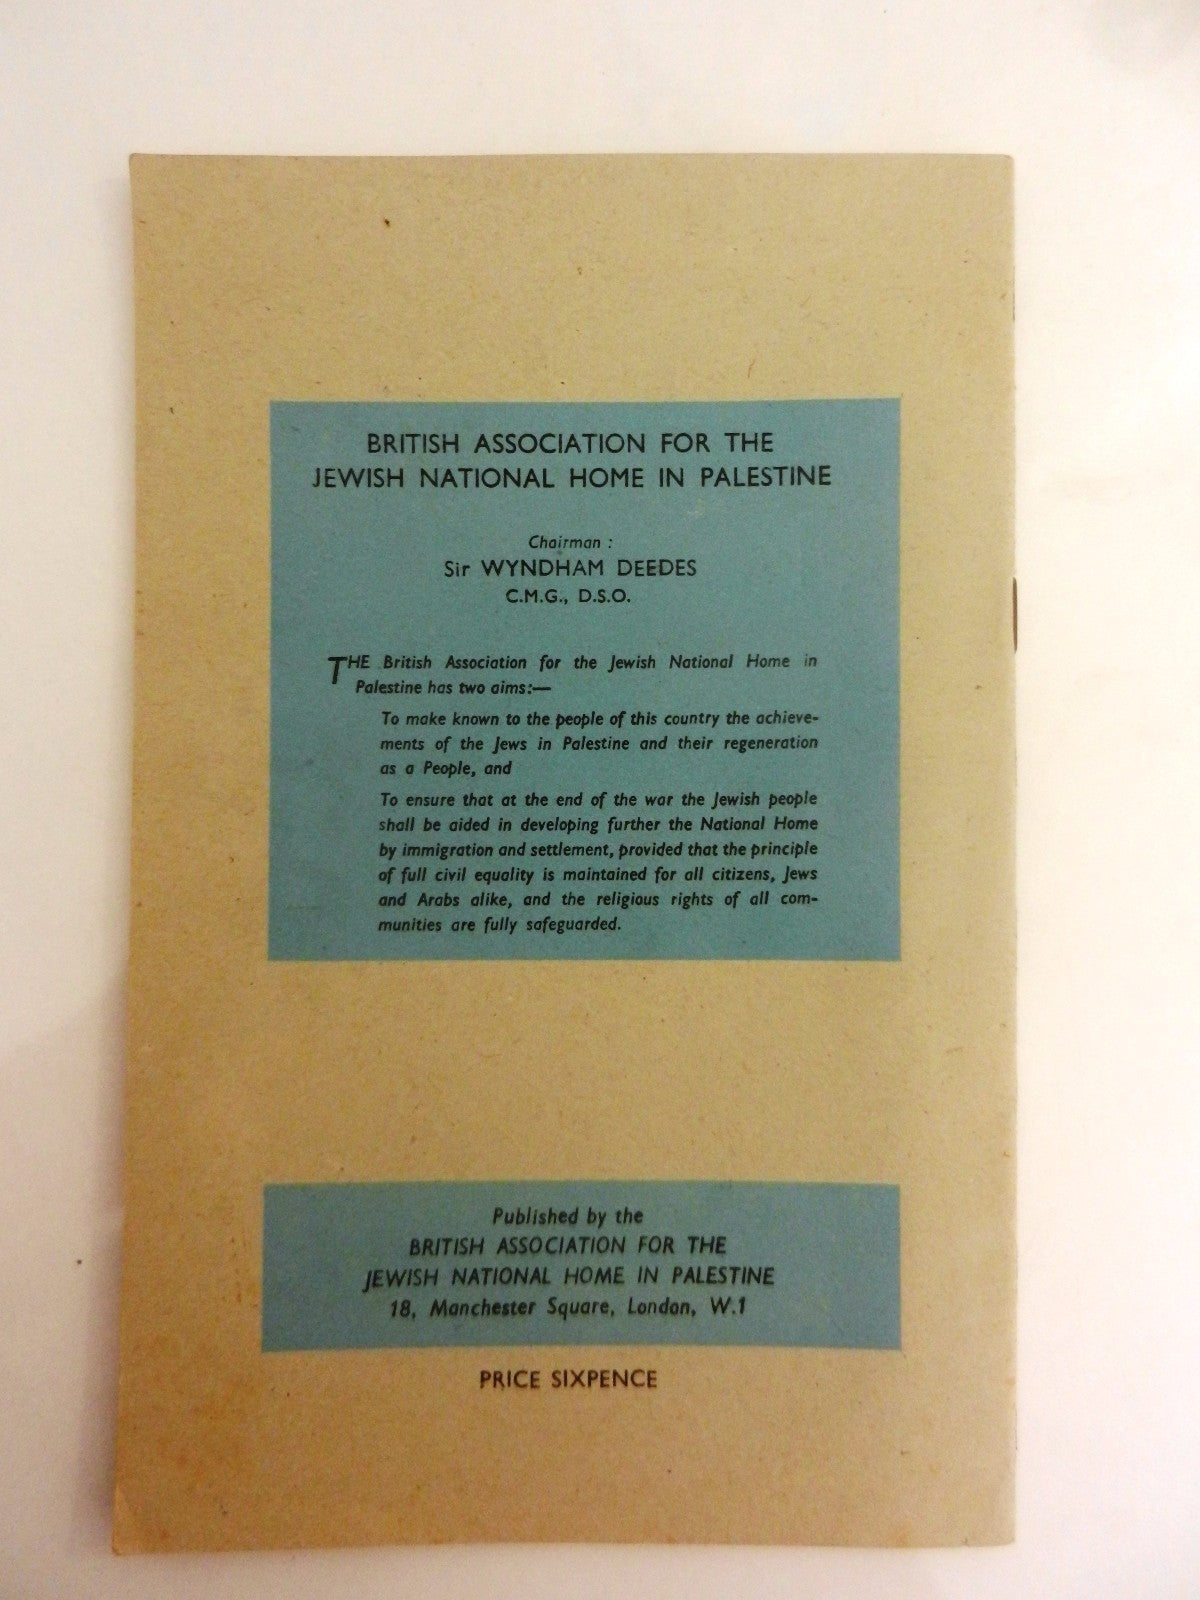 BRITISH ASSOCIATION FOR THE
JEWISH NATIONAL HOME IN PALESTINE
Chairman :
Sir WYNDHAM DEEDES
C.M.G., D.S.O.
THE British Association for the Jewish National Home in
Palestine has two aims:—
To make known to the people of this country the achieve-
ments of the Jews in Palestine and their regeneration
as a People, and
To ensure that at the end of the war the Jewish people
shall be aided in developing further the National Home
by immigration and settlement, provided that the principle
of full civil equality is maintained for all citizens, Jews
and Arabs alike, and the religious rights of all com-
munities are fully safeguarded.
Published by the
BRITISH ASSOCIATION FOR THE
JEWISH NATIONAL HOME IN PALESTINE
18, Manchester Square, London, W.1
PRICE SIXPENCE